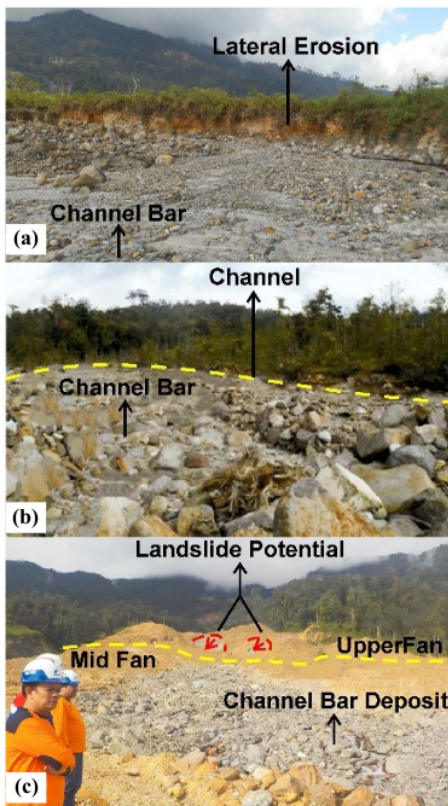 Lateral Erosion
Channel Bar
(a)
Channel
Channel Bar
(b)
Landslide Potential
Mid Fan
UpperFan
Channel Bar Deposit
(c)